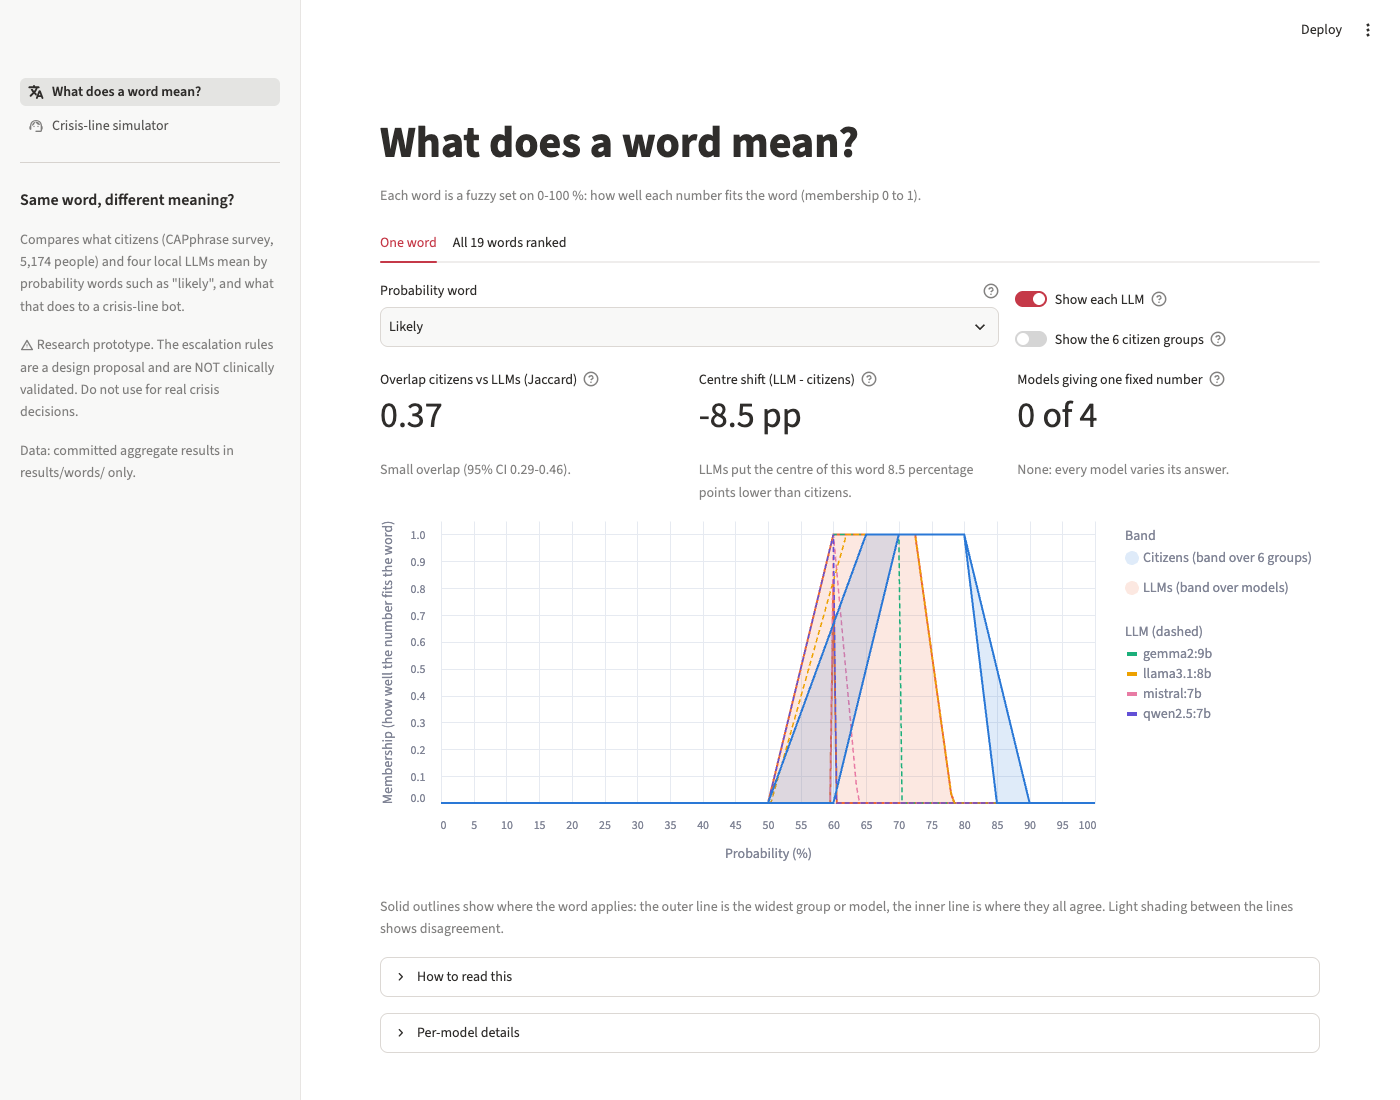 Deploy
What does a word mean?
Crisis-line simulator
Same word, different meaning?
Compares what citizens (CAPphrase survey,
5,174 people) and four local LLMs mean by
probability words such as "likely", and what
that does to a crisis-line bot.
⚠ Research prototype. The escalation rules
are a design proposal and are NOT clinically
validated. Do not use for real crisis
decisions.
Data: committed aggregate results in
results/words/ only.
What does a word mean?
Each word is a fuzzy set on 0-100 %: how well each number fits the word (membership 0 to 1).
One word
All 19 words ranked
Probability word
Likely
Show each LLM
Show the 6 citizen groups
Overlap citizens vs LLMs (Jaccard)
0.37
Small overlap (95% CI 0.29-0.46).
Centre shift (LLM - citizens)
-8.5 pp
LLMs put the centre of this word 8.5 percentage
points lower than citizens.
Models giving one fixed number
0 of 4
None: every model varies its answer.
Membership (how well the number fits the word)
1.0
0.9
0.8
0.7
0.6
0.5
0.4
0.3
0.2
0.1
0.0
0 5 10 15 20 25 30 35 40 45 50 55 60 65 70 75 80 85 90 95 100
Probability (%)
Band
Citizens (band over 6 groups)
LLMs (band over models)
LLM (dashed)
gemma2:9b
llama3.1:8b
mistral:7b
qwen2.5:7b
Solid outlines show where the word applies: the outer line is the widest group or model, the inner line is where they all agree. Light shading between the lines
shows disagreement.
How to read this
Per-model details